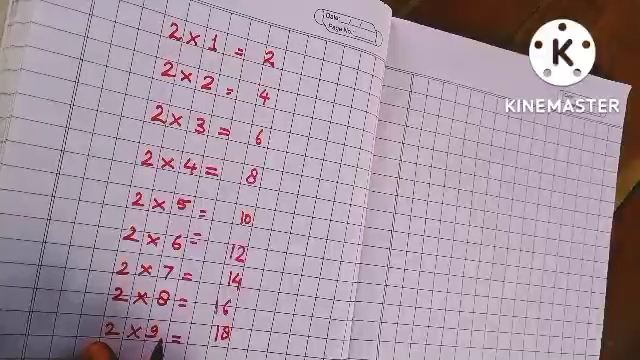 Date: / /
Page No.
2 × 1 = 2
2 × 2 = 4
2 × 3 = 6
2 × 4 = 8
2 × 5 = 10
2 × 6 = 12
2 × 7 = 14
2 × 8 = 16
2 × 9 = 18
K
KINEMASTER